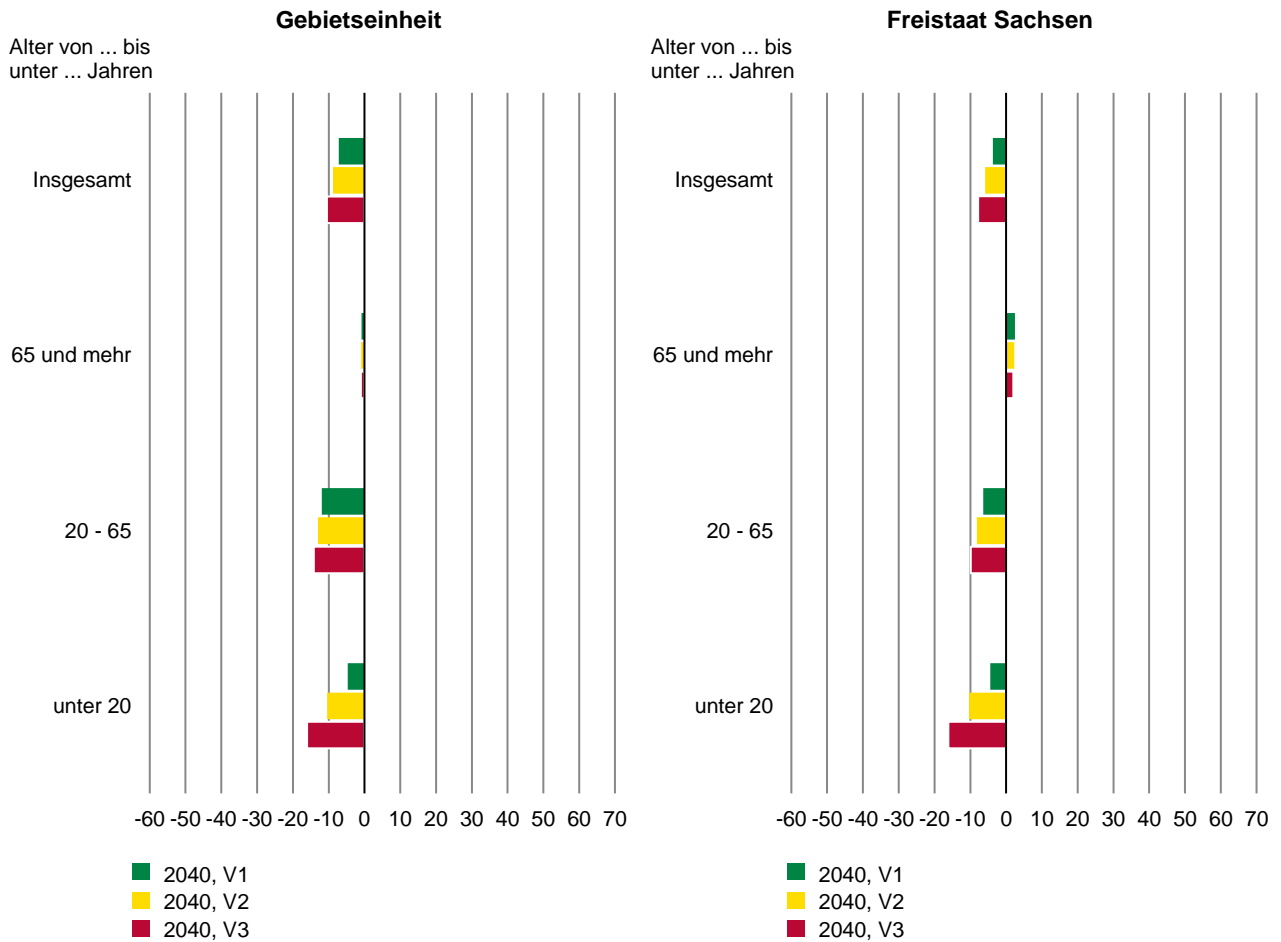 Gebietseinheit
Alter von ... bis
unter ... Jahren
Insgesamt
65 und mehr
20 - 65
unter 20
-60 -50 -40 -30 -20 -10 0 10 20 30 40 50 60 70
2040, V1
2040, V2
2040, V3
Freistaat Sachsen
Alter von ... bis
unter ... Jahren
Insgesamt
65 und mehr
20 - 65
unter 20
-60 -50 -40 -30 -20 -10 0 10 20 30 40 50 60 70
2040, V1
2040, V2
2040, V3